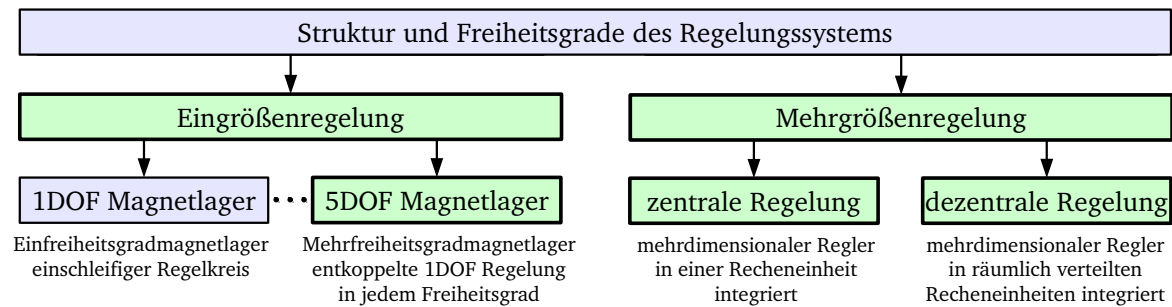 Struktur und Freiheitsgrade des Regelungssystems
Eingrößenregelung
Mehrgrößenregelung
1DOF Magnetlager
5DOF Magnetlager
zentrale Regelung
dezentrale Regelung
Einfreiheitsgradmagnetlager
einschleifiger Regelkreis
Mehrfreiheitsgradmagnetlager
entkoppelte 1DOF Regelung
in jedem Freiheitsgrad
mehrdimensionaler Regler
in einer Recheneinheit
integriert
mehrdimensionaler Regler
in räumlich verteilten
Recheneinheiten integriert